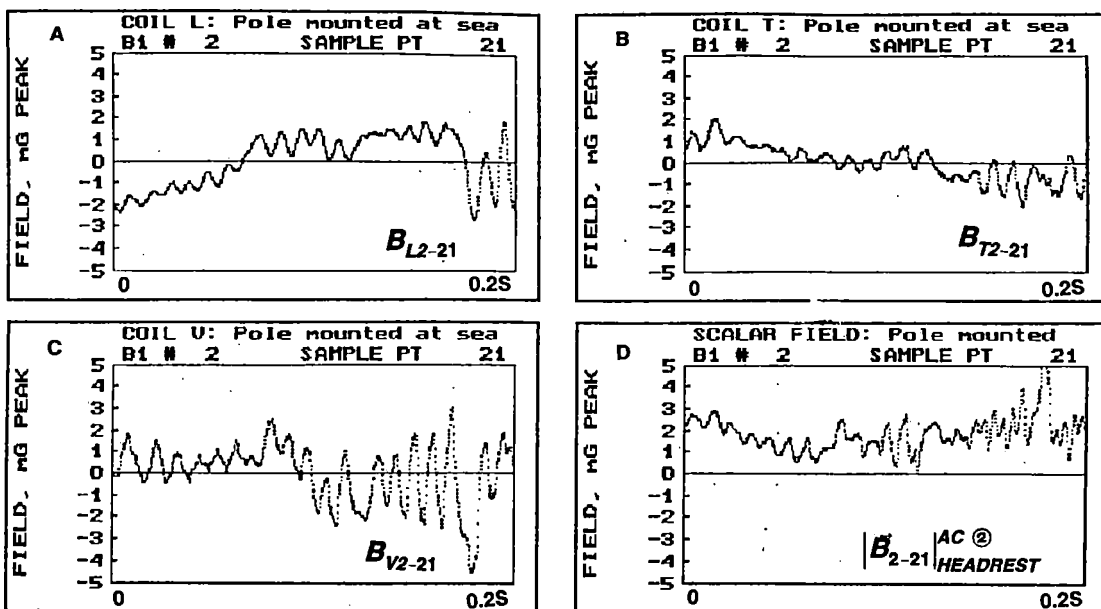 A
COIL L: Pole mounted at sea
B1 # 2 SAMPLE PT 21
FIELD, mG PEAK
5
4
3
2
1
0
-1
-2
-3
-4
-5
B_L2-21
0 0.2S
B
COIL T: Pole mounted at sea
B1 # 2 SAMPLE PT 21
FIELD, mG PEAK
5
4
3
2
1
0
-1
-2
-3
-4
-5
B_T2-21
0 0.2S
C
COIL V: Pole mounted at sea
B1 # 2 SAMPLE PT 21
FIELD, mG PEAK
5
4
3
2
1
0
-1
-2
-3
-4
-5
B_V2-21
0 0.2S
D
SCALAR FIELD: Pole mounted
B1 # 2 SAMPLE PT 21
FIELD, mG PEAK
5
4
3
2
1
0
-1
-2
-3
-4
-5
|B⃗_2-21| AC ②
HEADREST
0 0.2S